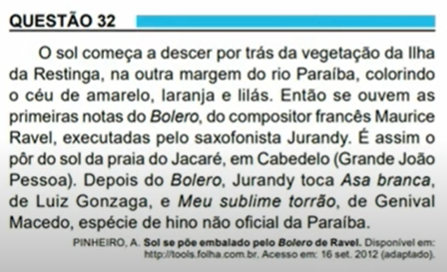 QUESTÃO 32
O sol começa a descer por trás da vegetação da Ilha
da Restinga, na outra margem do rio Paraíba, colorindo
o céu de amarelo, laranja e lilás. Então se ouvem as
primeiras notas do Bolero, do compositor francês Maurice
Ravel, executadas pelo saxofonista Jurandy. É assim o
pôr do sol da praia do Jacaré, em Cabedelo (Grande João
Pessoa). Depois do Bolero, Jurandy toca Asa branca,
de Luiz Gonzaga, e Meu sublime torrão, de Genival
Macedo, espécie de hino não oficial da Paraíba.
PINHEIRO, A. Sol se põe embalado pelo Bolero de Ravel. Disponível em:
http://tools.folha.com.br. Acesso em: 16 set. 2012 (adaptado).